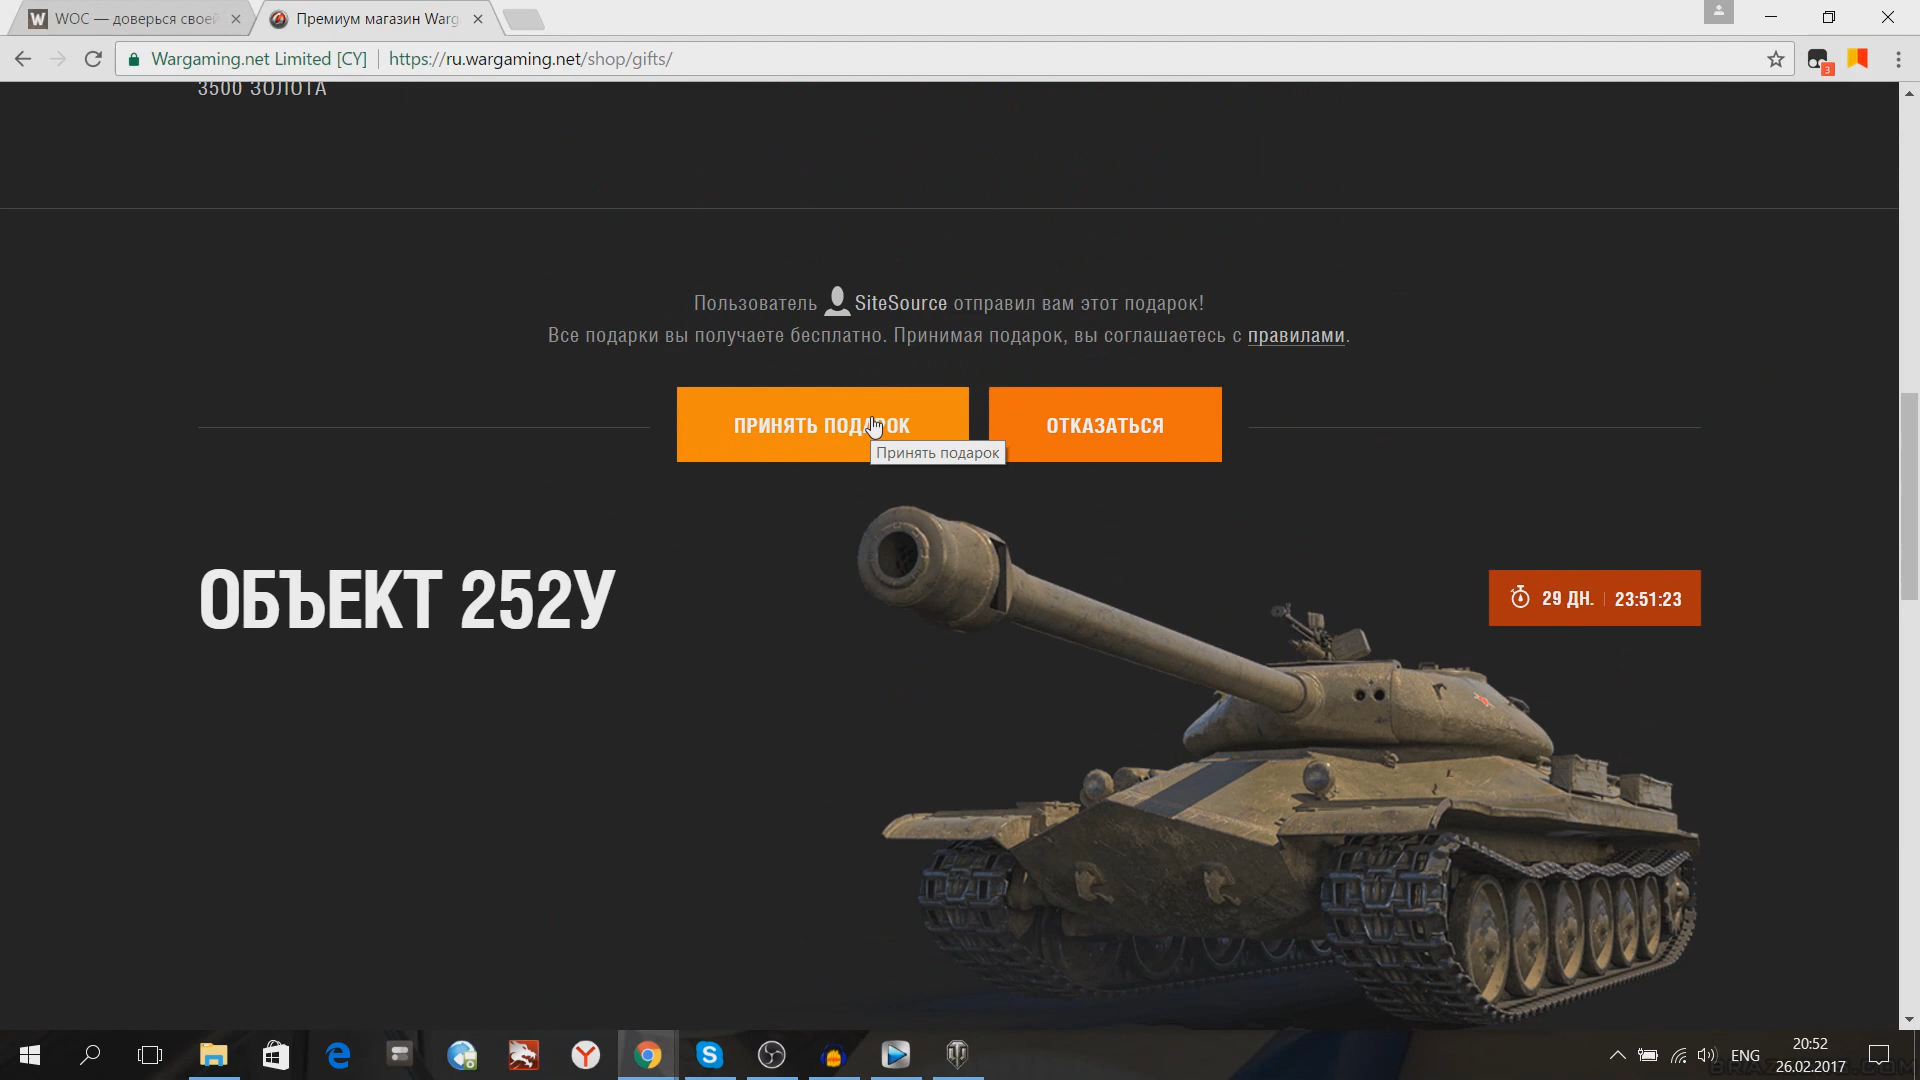 WOC — доверься своей
Премиум магазин Warg
Wargaming.net Limited [CY]
https://ru.wargaming.net/shop/gifts/
3
3500 ЗОЛОТА
Пользователь SiteSource отправил вам этот подарок!
Все подарки вы получаете бесплатно. Принимая подарок, вы соглашаетесь с правилами.
ПРИНЯТЬ ПОДАРОК
ОТКАЗАТЬСЯ
Принять подарок
ОБЪЕКТ 252У
29 ДН. 23:51:23
ENG
20:52
26.02.2017